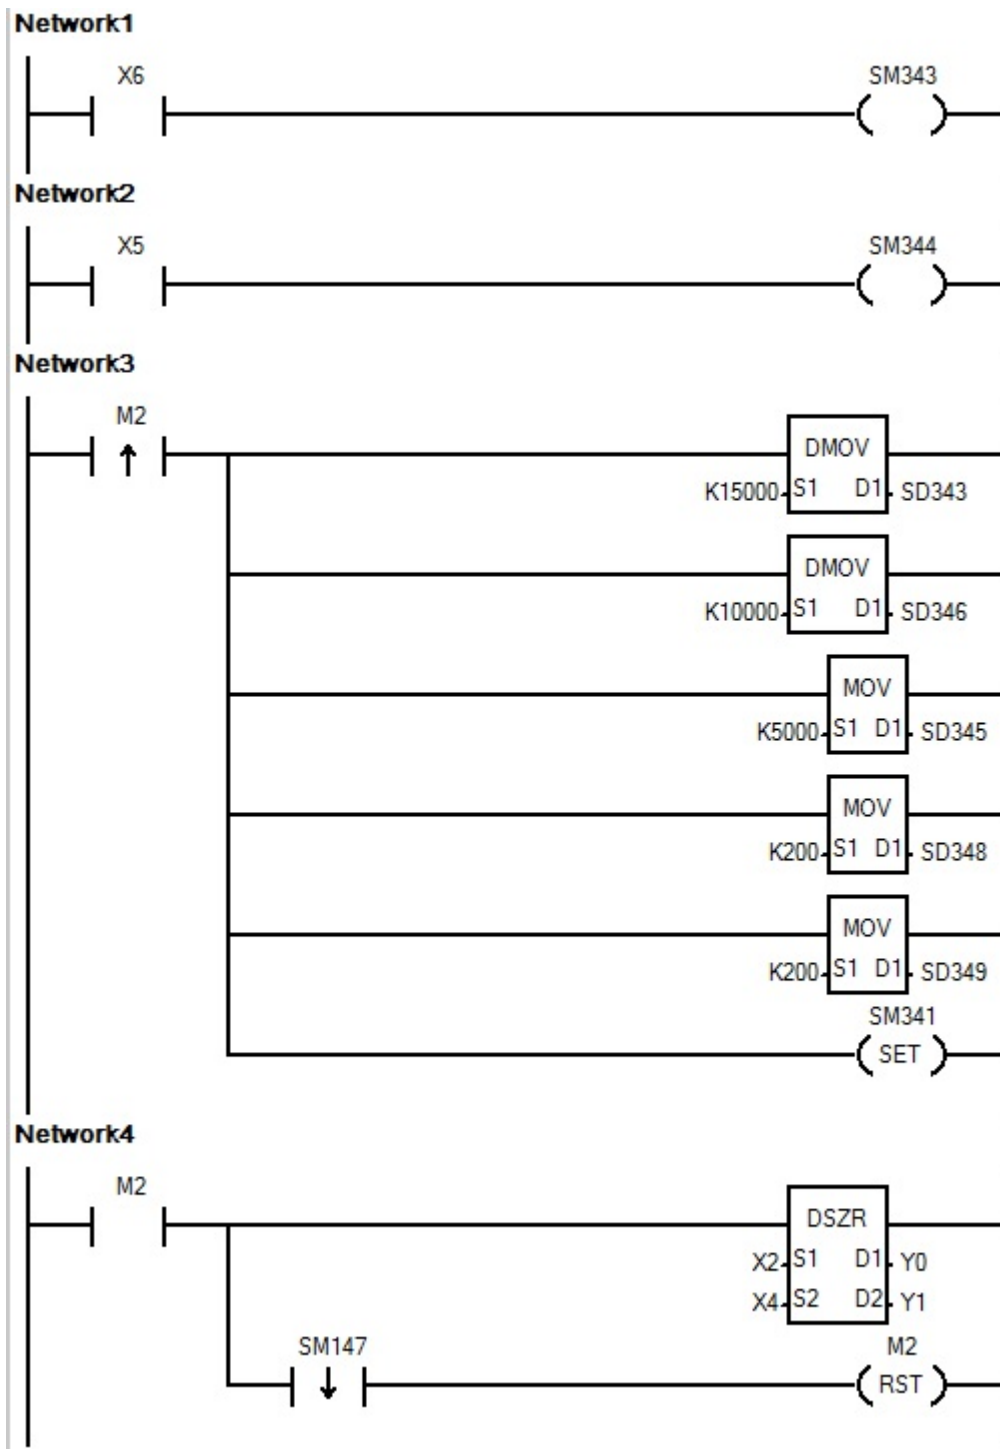 Network1
X6 SM343
Network2
X5 SM344
Network3
M2
DMOV
K15000 S1 D1 SD343
DMOV
K10000 S1 D1 SD346
MOV
K5000 S1 D1 SD345
MOV
K200 S1 D1 SD348
MOV
K200 S1 D1 SD349
SM341
SET
Network4
M2
DSZR
X2 S1 D1 Y0
X4 S2 D2 Y1
SM147 M2
RST